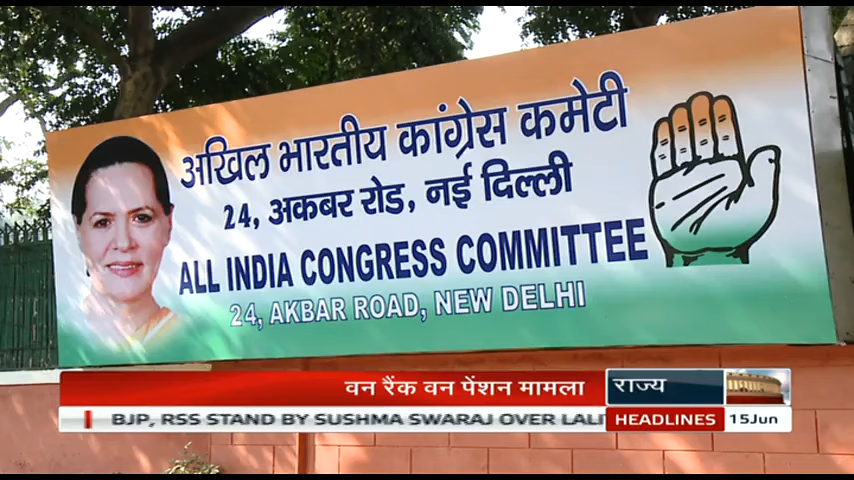 अखिल भारतीय कांग्रेस कमेटी
24, अकबर रोड, नई दिल्ली
ALL INDIA CONGRESS COMMITTEE
24, AKBAR ROAD, NEW DELHI
वन रैंक वन पेंशन मामला
राज्य
BJP, RSS STAND BY SUSHMA SWARAJ OVER LALI
HEADLINES
15Jun